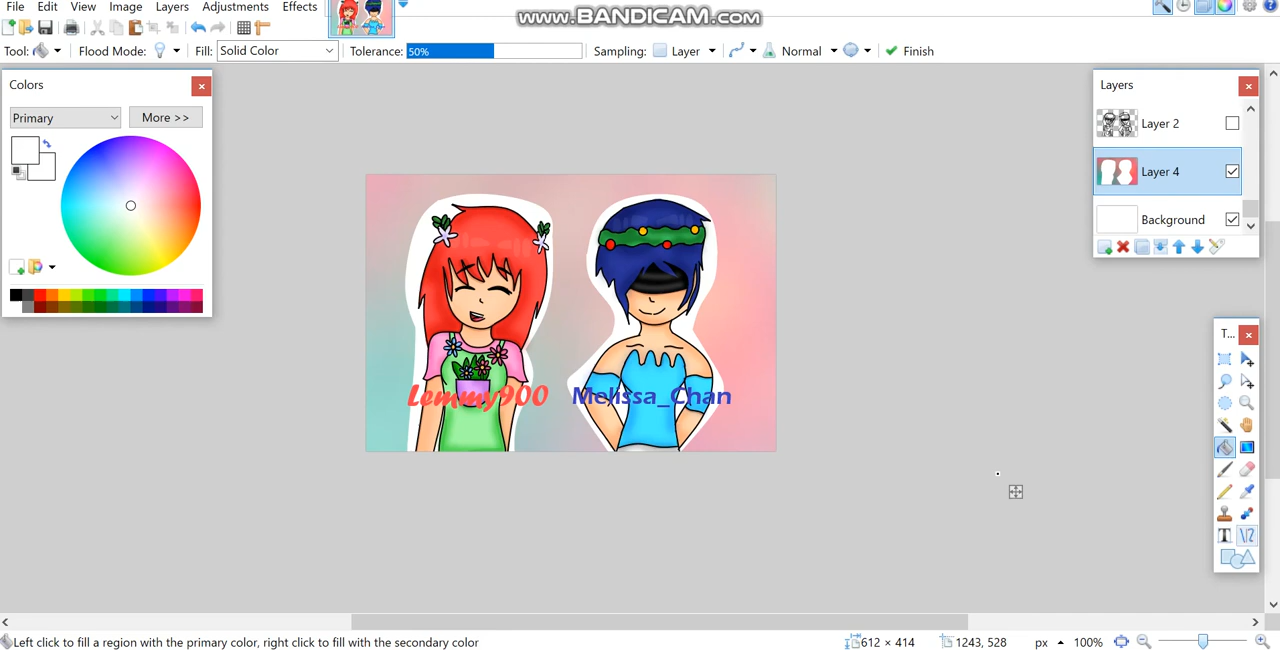 File Edit View Image Layers Adjustments Effects
www.BANDICAM.com
Tool: Flood Mode: Fill: Solid Color Tolerance: 50% Sampling: Layer Normal Finish
Colors
Primary More >>
Layers
Layer 2
Layer 4
Background
T...
Lemmy900 Melissa_Chan
Left click to fill a region with the primary color, right click to fill with the secondary color 612 × 414 1243, 528 px 100%